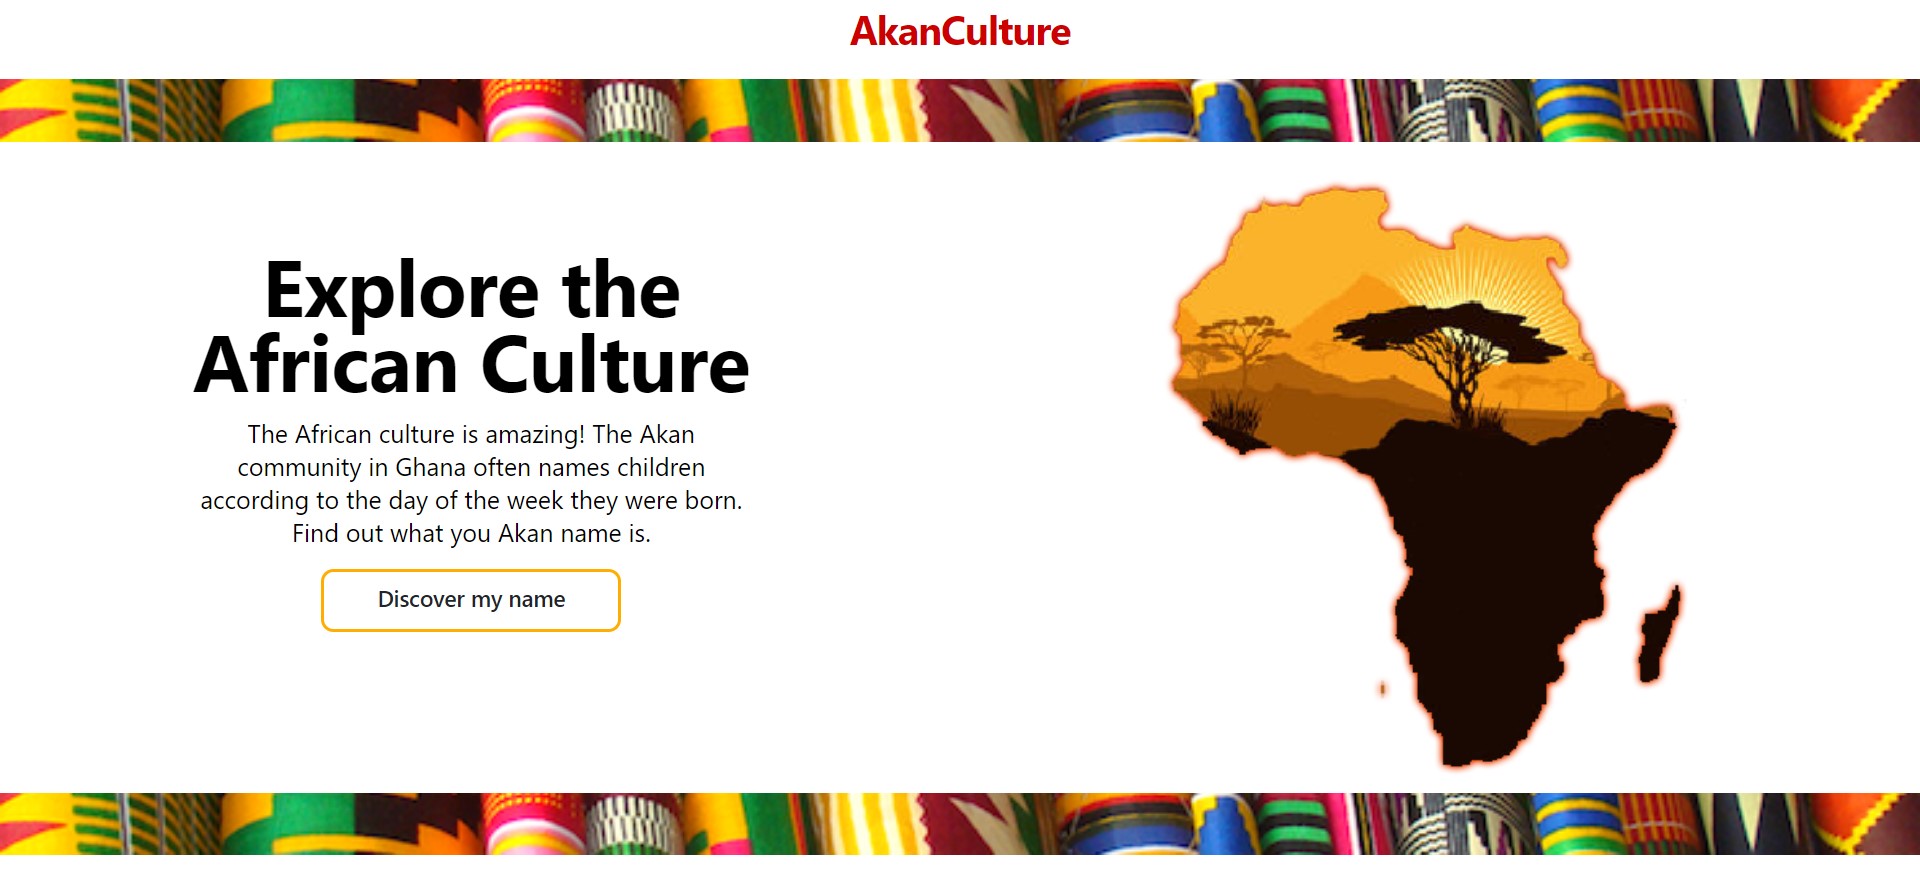 AkanCulture
Explore the
African Culture
The African culture is amazing! The Akan
community in Ghana often names children
according to the day of the week they were born.
Find out what you Akan name is.
Discover my name